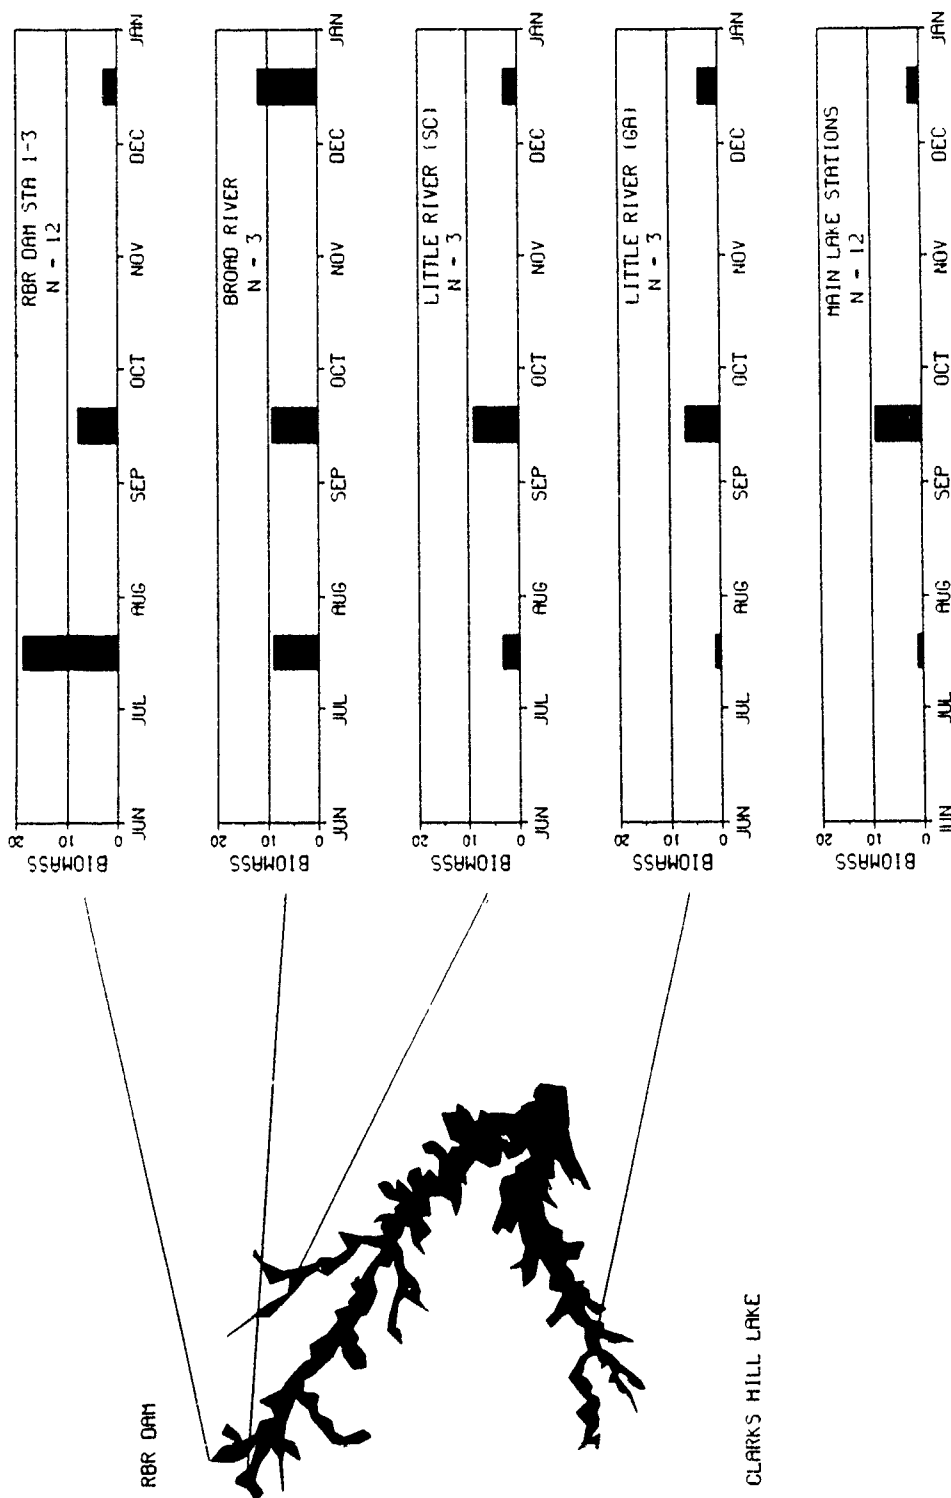 RBR DAM STA 1-3
N - 12
BIOMASS
20
10
0
JUN
JUL
AUG
SEP
OCT
NOV
DEC
JAN
BROAD RIVER
N - 3
BIOMASS
20
10
0
JUN
JUL
AUG
SEP
OCT
NOV
DEC
JAN
LITTLE RIVER (SC)
N - 3
BIOMASS
20
10
0
JUN
JUL
AUG
SEP
OCT
NOV
DEC
JAN
LITTLE RIVER (GA)
N - 3
BIOMASS
20
10
0
JUN
JUL
AUG
SEP
OCT
NOV
DEC
JAN
MAIN LAKE STATIONS
N - 12
BIOMASS
20
10
0
JUN
JUL
AUG
SEP
OCT
NOV
DEC
JAN
RBR DAM
CLARKS HILL LAKE